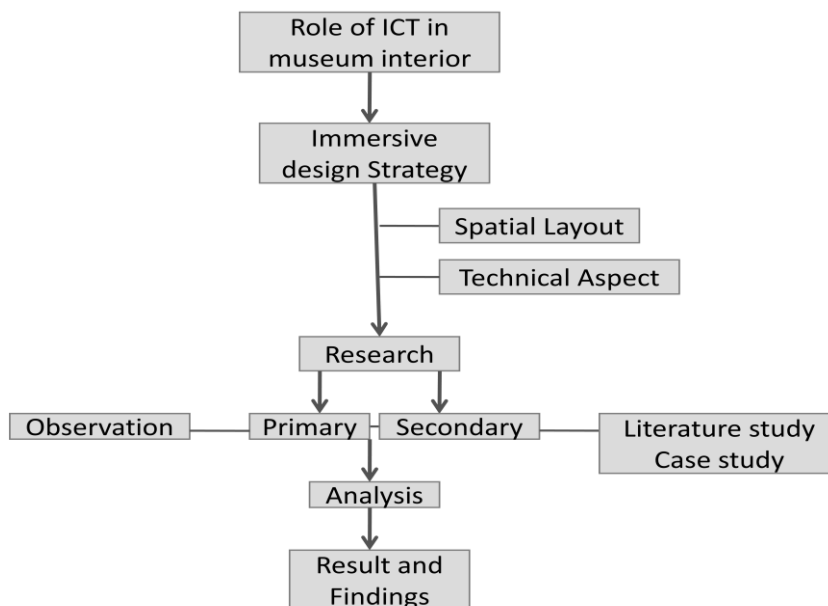 Role of ICT in
museum interior
Immersive
design Strategy
Spatial Layout
Technical Aspect
Research
Observation
Primary
Secondary
Literature study
Case study
Analysis
Result and
Findings